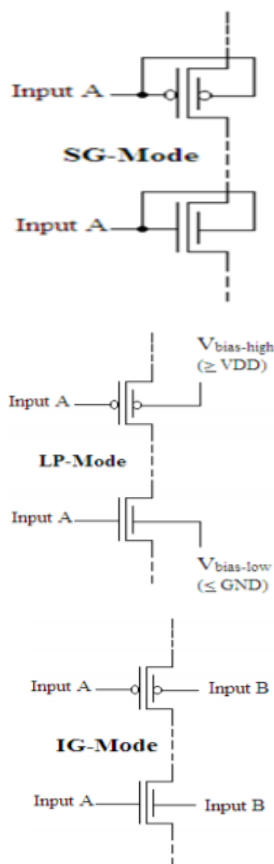 Input A
SG-Mode
Input A
Vbias-high
(≥ VDD)
Input A
LP-Mode
Input A
Vbias-low
(≤ GND)
Input A Input B
IG-Mode
Input A Input B